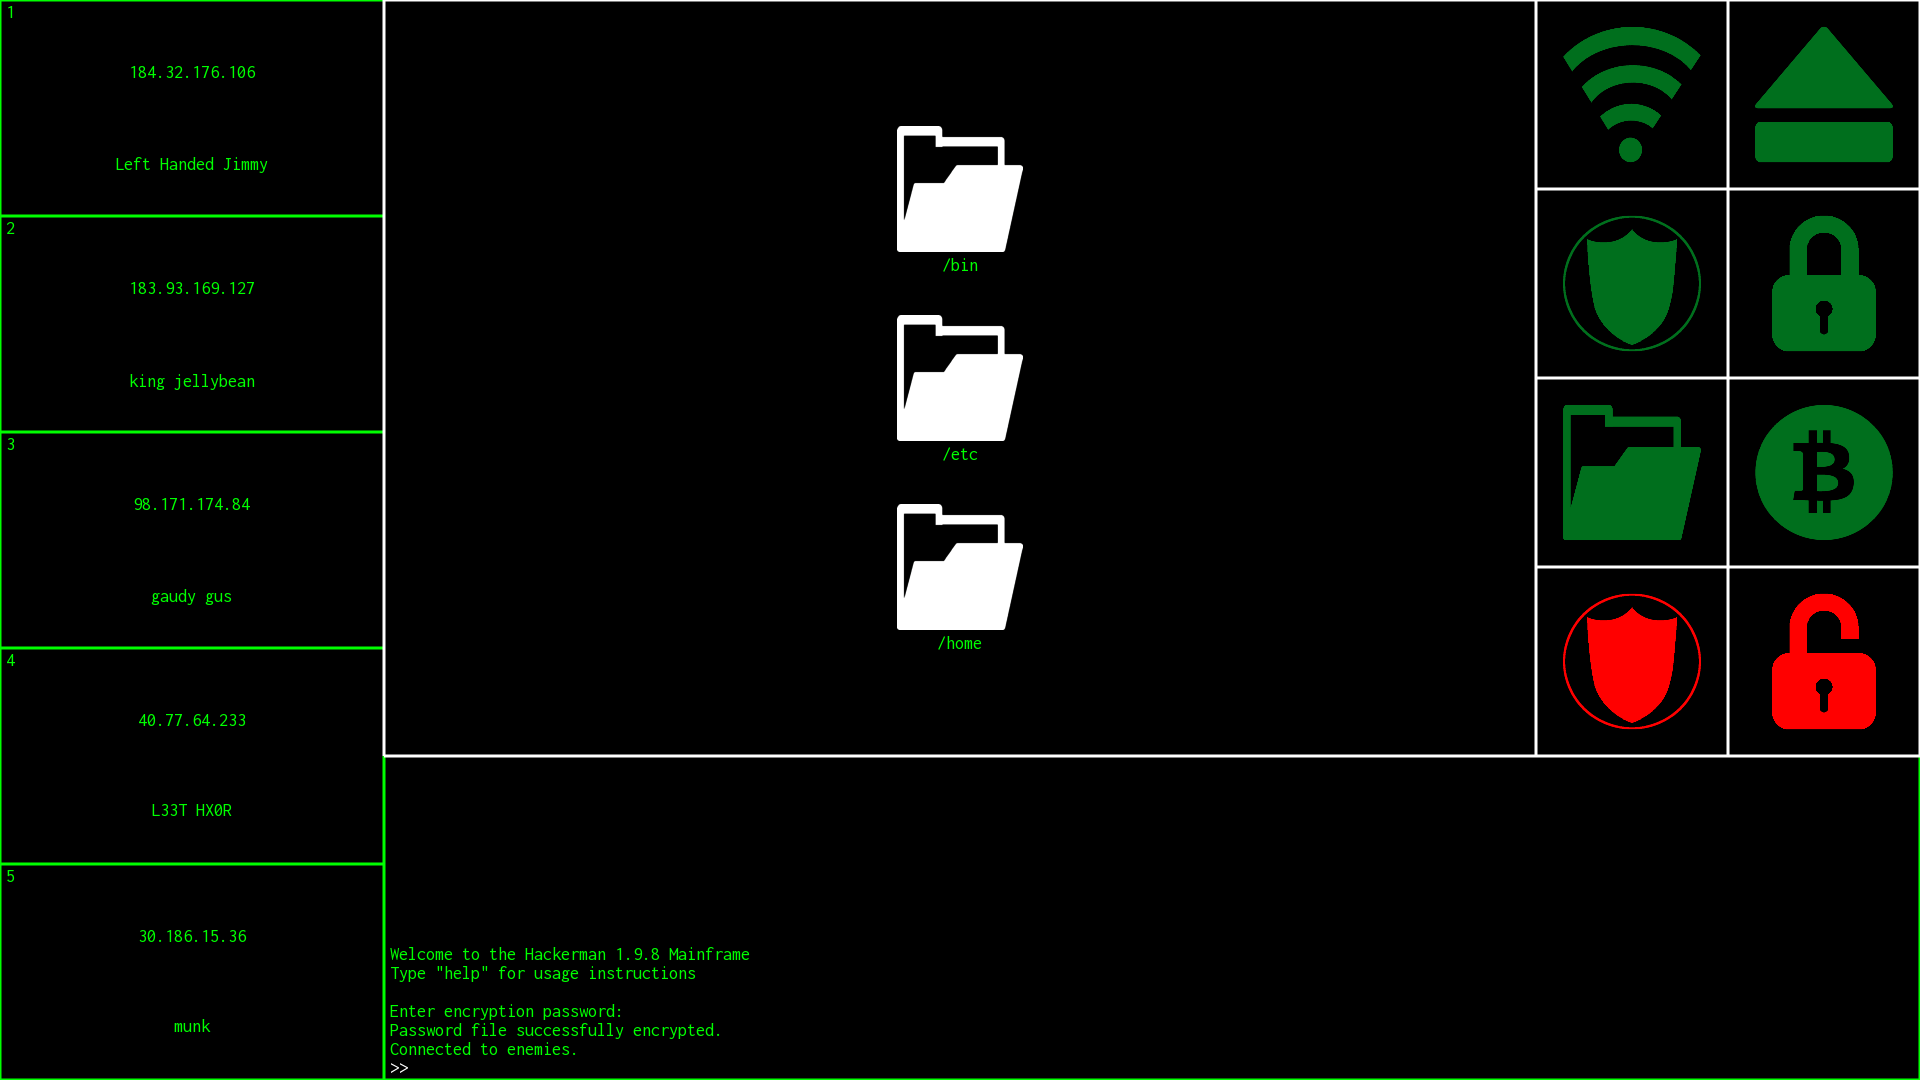 1
184.32.176.106
Left Handed Jimmy
2
183.93.169.127
king jellybean
3
98.171.174.84
gaudy gus
4
40.77.64.233
L33T HX0R
5
30.186.15.36
munk
/bin
/etc
/home
Welcome to the Hackerman 1.9.8 Mainframe
Type "help" for usage instructions
Enter encryption password:
Password file successfully encrypted.
Connected to enemies.
>>